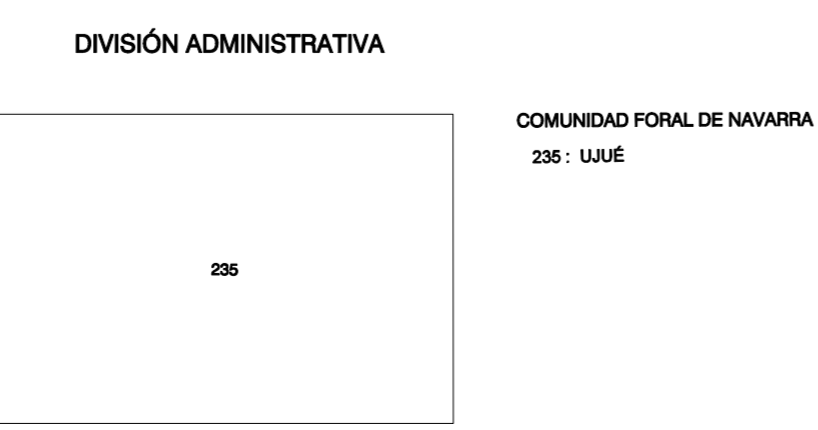 DIVISIÓN ADMINISTRATIVA
COMUNIDAD FORAL DE NAVARRA
235 : UJUÉ
235